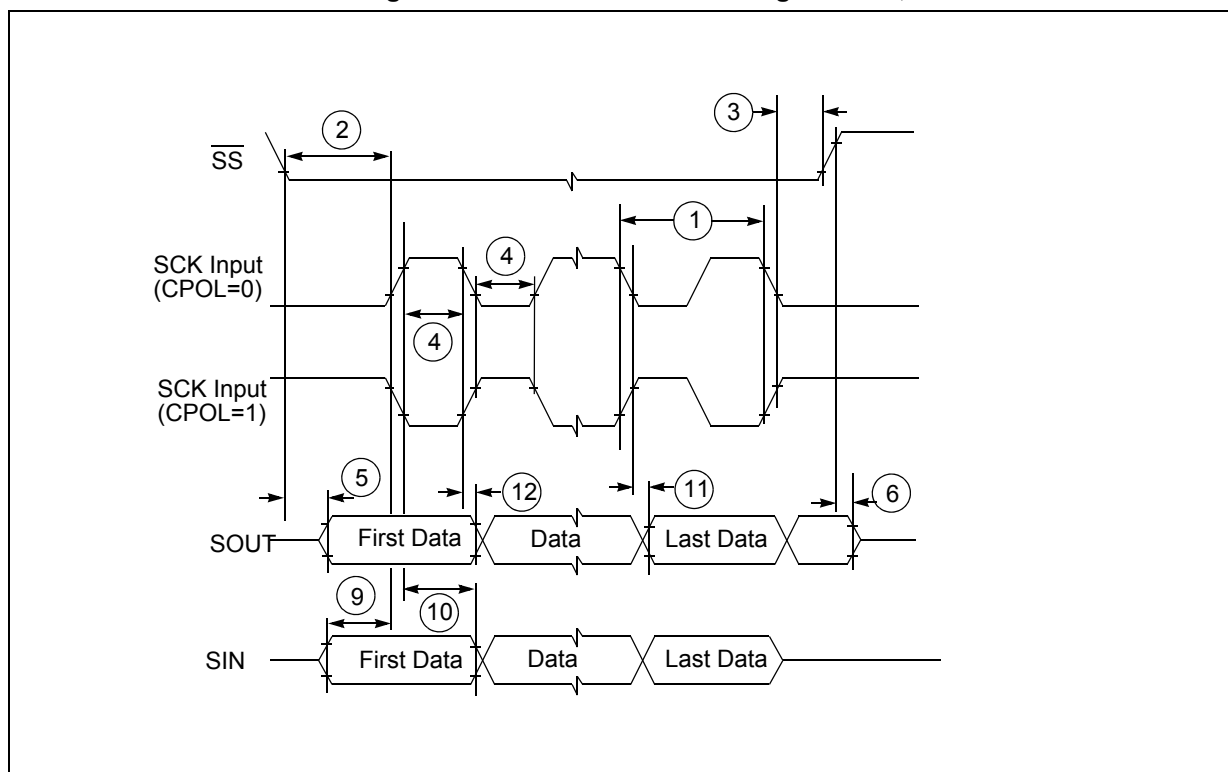 2
3
SS
1
SCK Input
(CPOL=0)
4
4
SCK Input
(CPOL=1)
5
12
11
6
SOUT
First Data
Data
Last Data
9
10
SIN
First Data
Data
Last Data